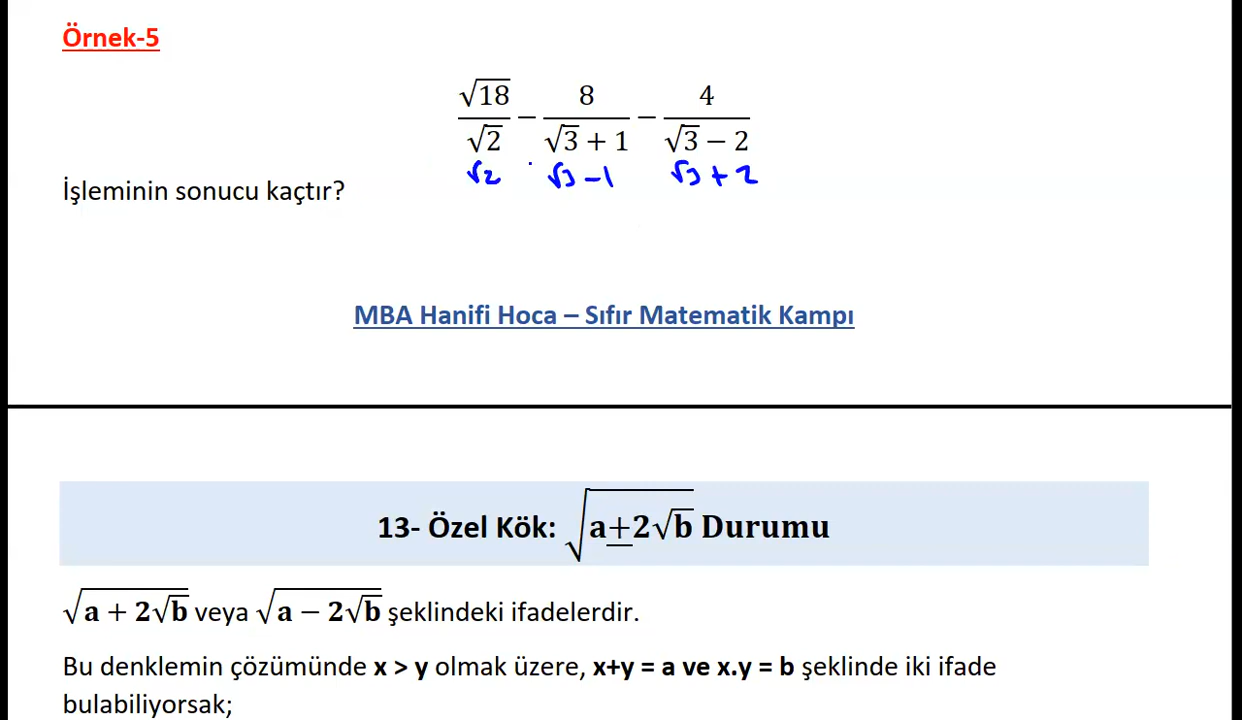 Örnek-5
√18/√2 − 8/(√3 + 1) − 4/(√3 − 2)
√2 √3 − 1 √3 + 2
İşleminin sonucu kaçtır?
MBA Hanifi Hoca – Sıfır Matematik Kampı
13- Özel Kök: √(a±2√b) Durumu
√(a + 2√b) veya √(a − 2√b) şeklindeki ifadelerdir.
Bu denklemin çözümünde x > y olmak üzere, x+y = a ve x.y = b şeklinde iki ifade
bulabiliyorsak;